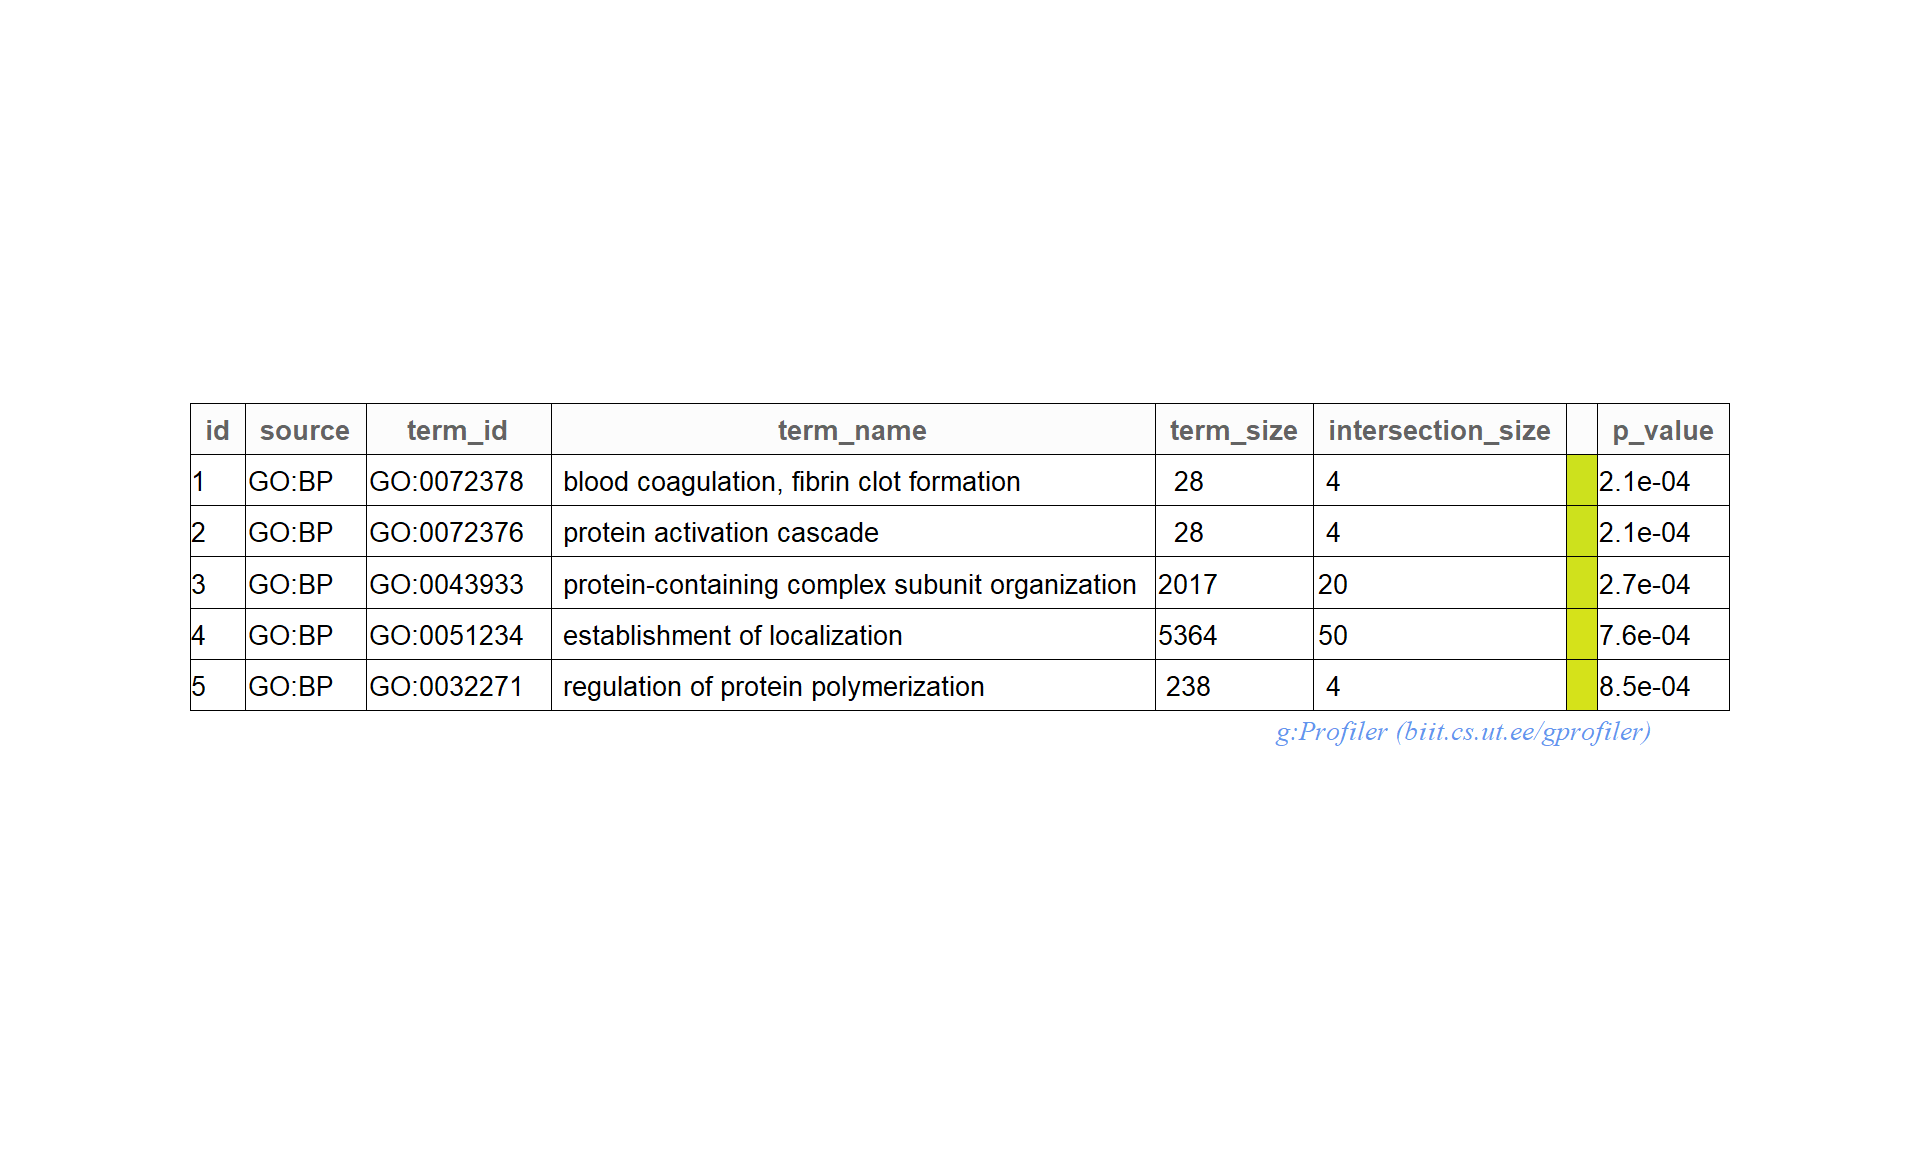 id source term_id term_name term_size intersection_size p_value
1 GO:BP GO:0072378 blood coagulation, fibrin clot formation 28 4 2.1e-04
2 GO:BP GO:0072376 protein activation cascade 28 4 2.1e-04
3 GO:BP GO:0043933 protein-containing complex subunit organization 2017 20 2.7e-04
4 GO:BP GO:0051234 establishment of localization 5364 50 7.6e-04
5 GO:BP GO:0032271 regulation of protein polymerization 238 4 8.5e-04
g:Profiler (biit.cs.ut.ee/gprofiler)